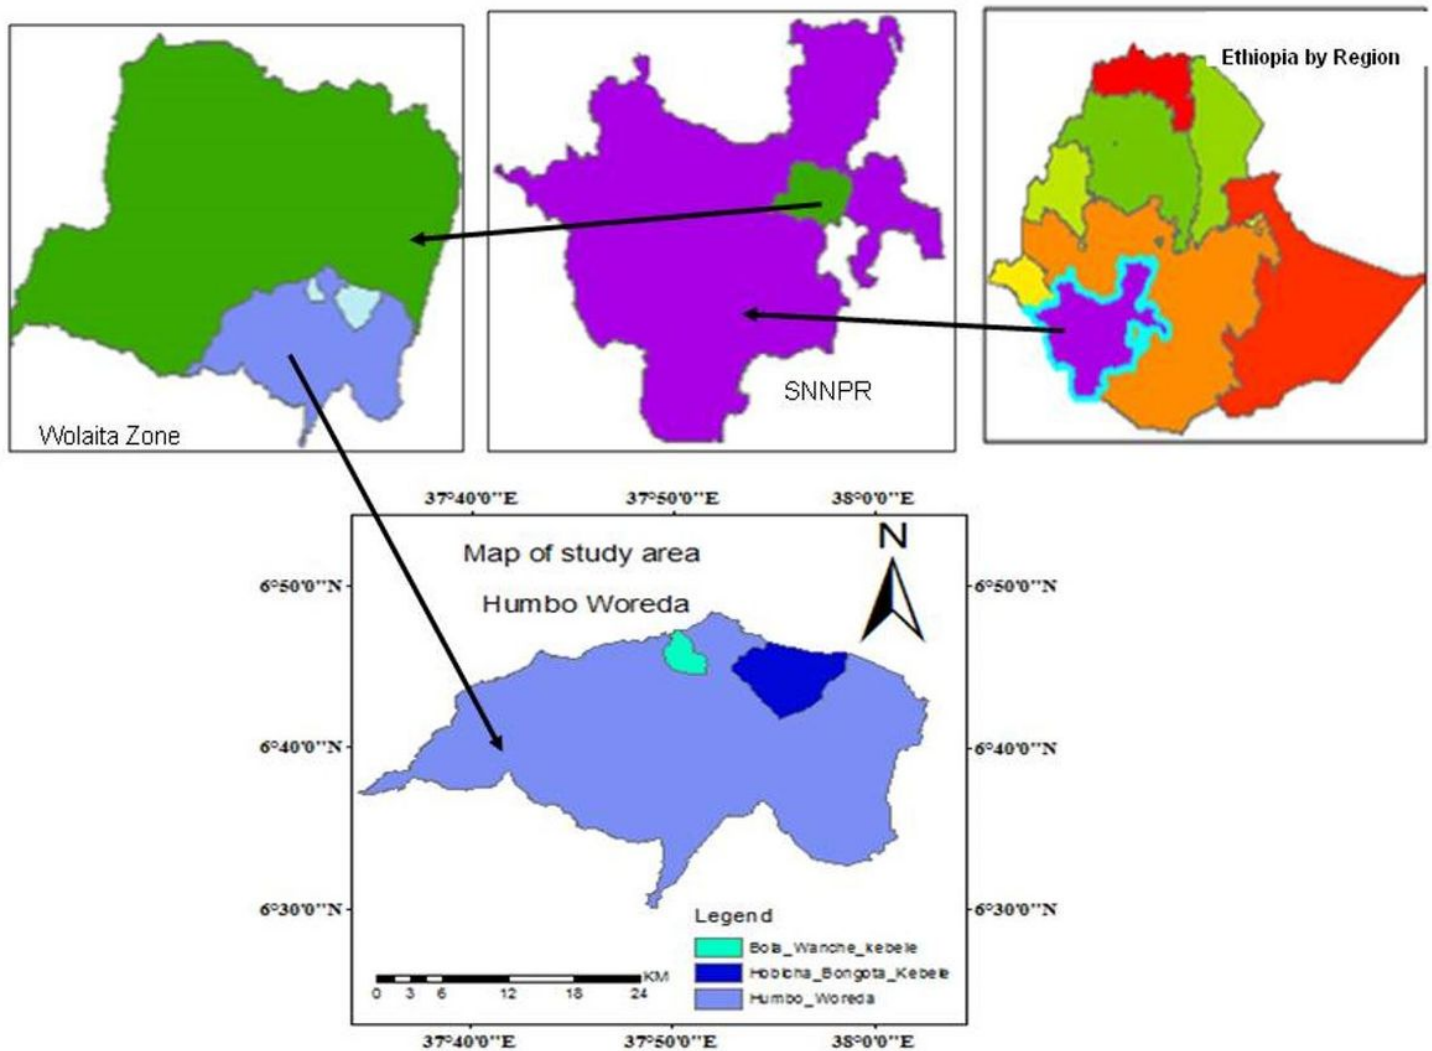 Ethiopia by Region
SNNPR
Wolaita Zone
37°40'0"E 37°50'0"E 38°0'0"E
Map of study area
N
Humbo Woreda
6°50'0"N 6°50'0"N
6°40'0"N 6°40'0"N
6°30'0"N 6°30'0"N
Legend
Bola_Wanche_kebele
Hobicha_Bongota_Kebele
Humbo_Woreda
KM
0 3 6 12 18 24
37°40'0"E 37°50'0"E 38°0'0"E